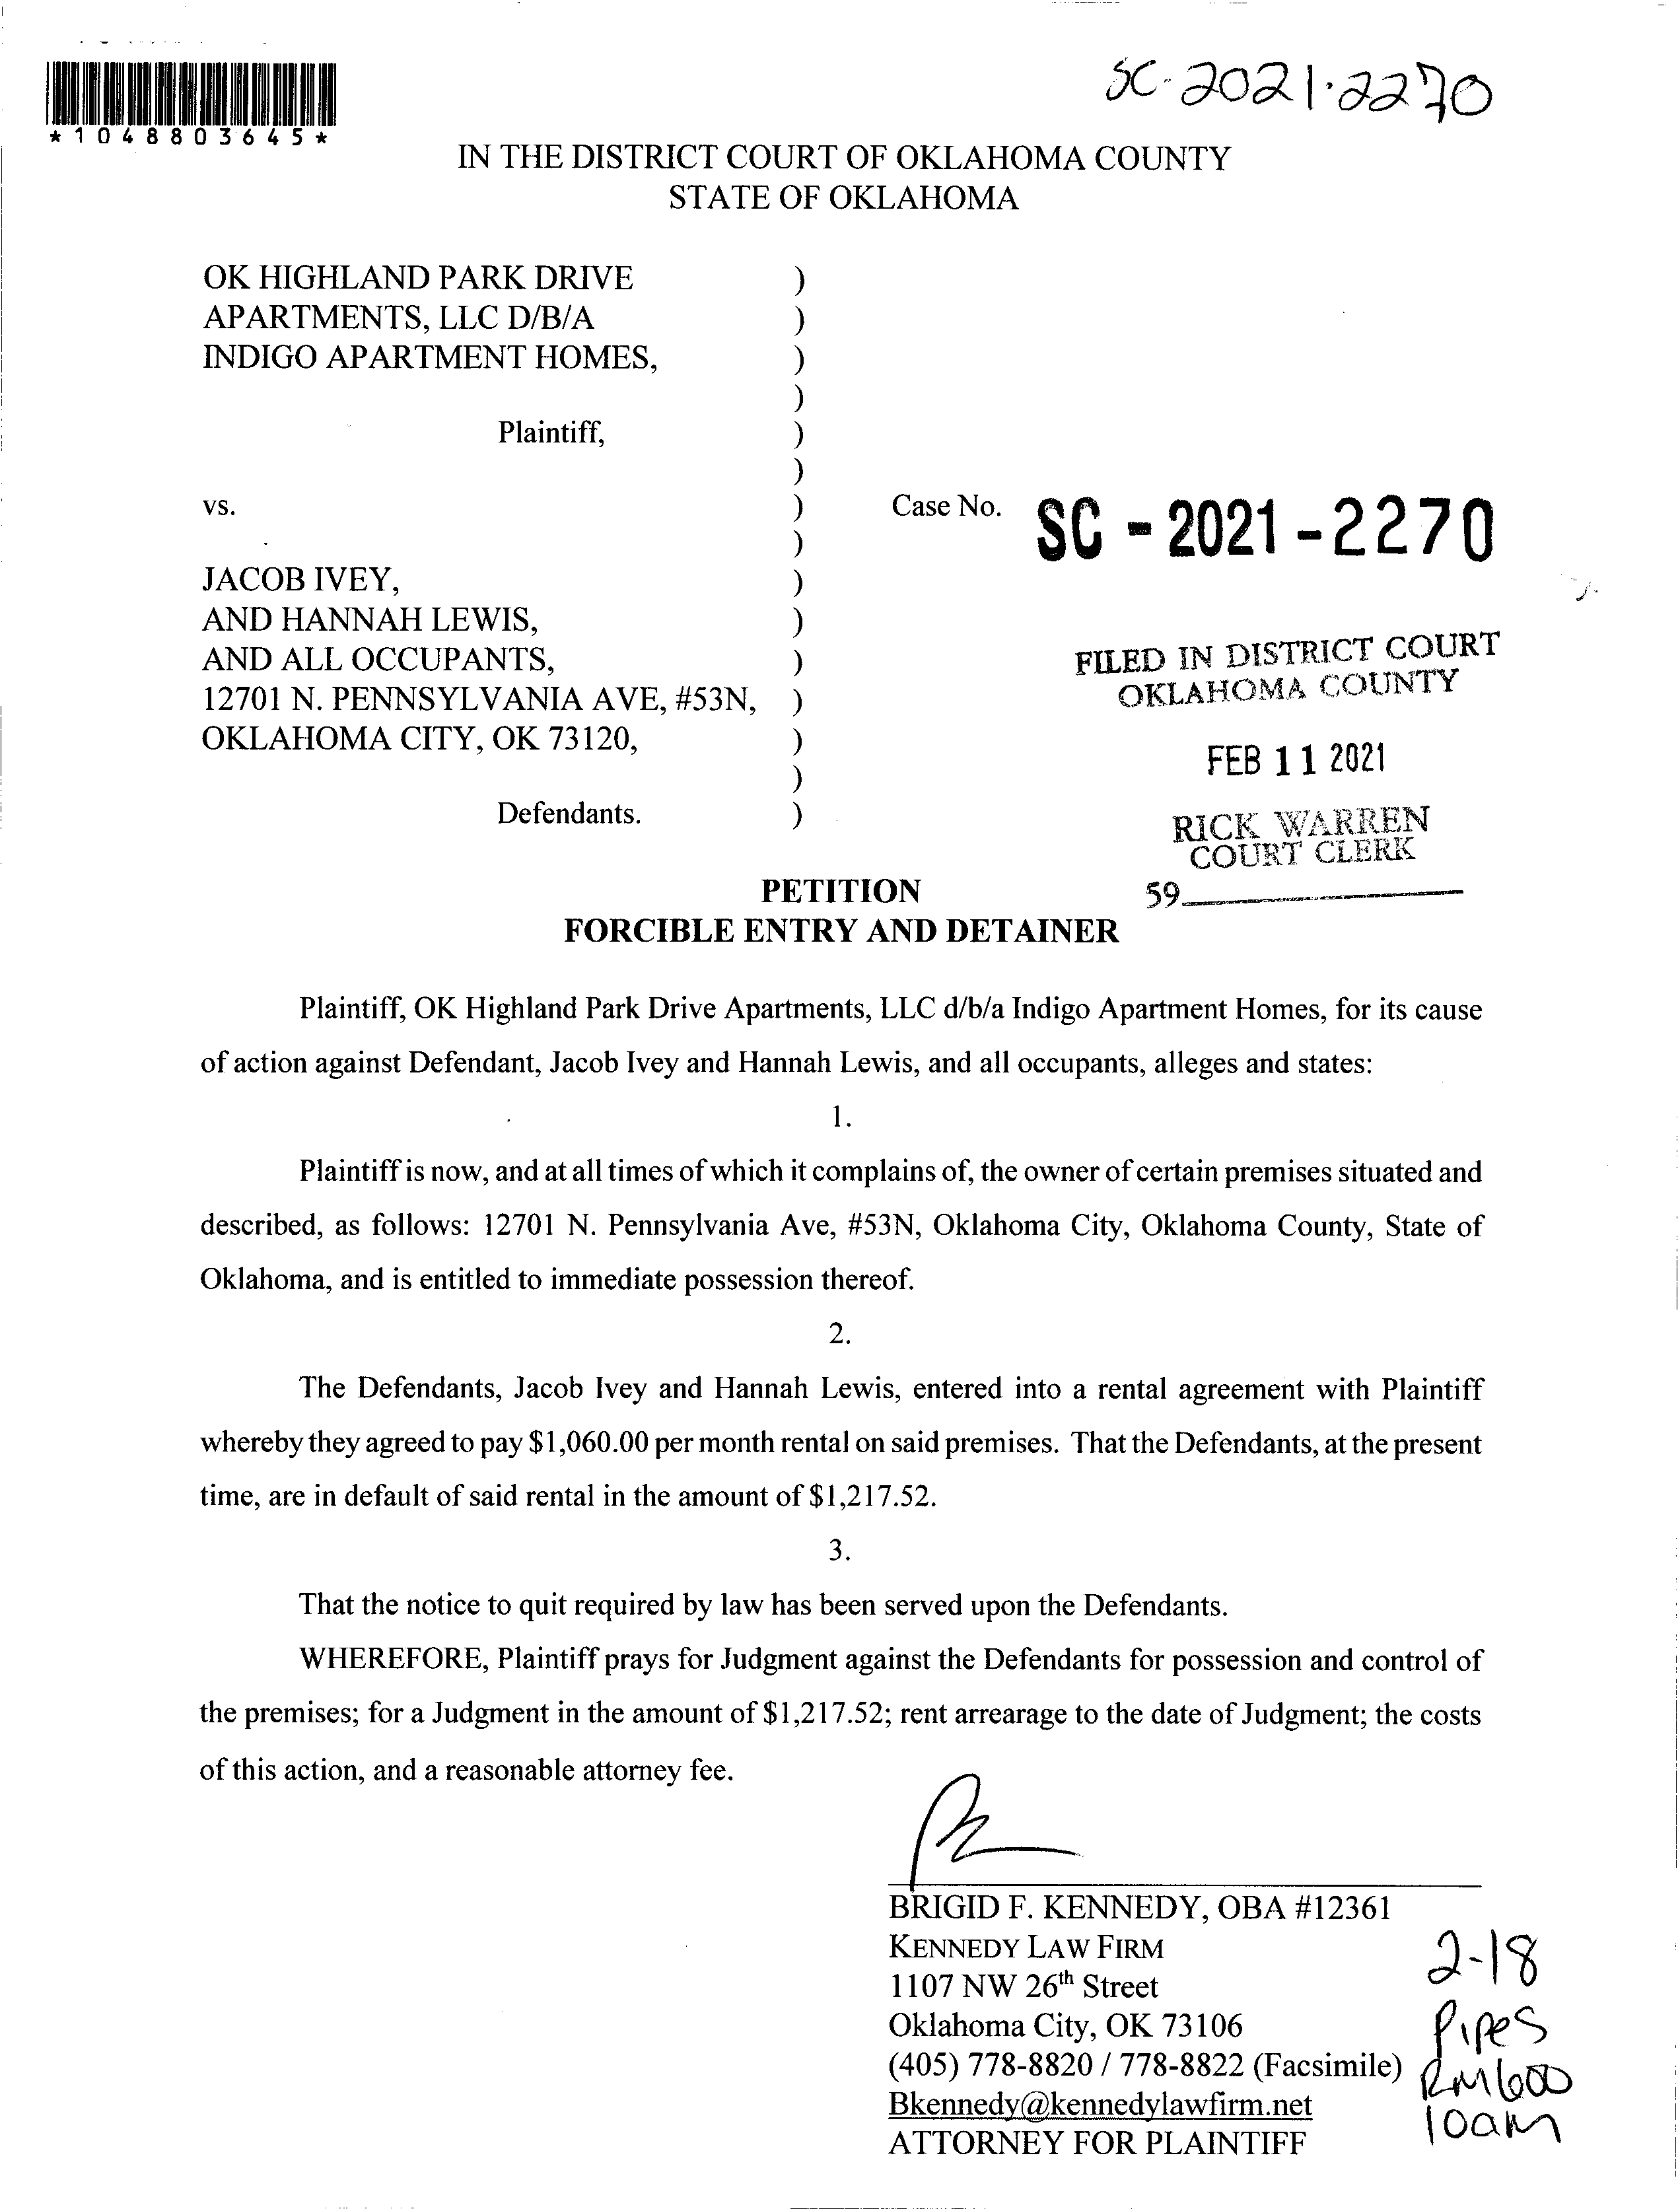 SC-2021-2270
*1048803645*
IN THE DISTRICT COURT OF OKLAHOMA COUNTY
STATE OF OKLAHOMA
OK HIGHLAND PARK DRIVE )
APARTMENTS, LLC D/B/A )
INDIGO APARTMENT HOMES, )
)
Plaintiff, )
)
vs. ) Case No. SC - 2021 - 2270
)
JACOB IVEY, )
AND HANNAH LEWIS, )
AND ALL OCCUPANTS, )
12701 N. PENNSYLVANIA AVE, #53N, )
OKLAHOMA CITY, OK 73120, )
)
Defendants. )
FILED IN DISTRICT COURT
OKLAHOMA COUNTY
FEB 11 2021
RICK WARREN
COURT CLERK
59
PETITION
FORCIBLE ENTRY AND DETAINER
Plaintiff, OK Highland Park Drive Apartments, LLC d/b/a Indigo Apartment Homes, for its cause
of action against Defendant, Jacob Ivey and Hannah Lewis, and all occupants, alleges and states:
1.
Plaintiff is now, and at all times of which it complains of, the owner of certain premises situated and
described, as follows: 12701 N. Pennsylvania Ave, #53N, Oklahoma City, Oklahoma County, State of
Oklahoma, and is entitled to immediate possession thereof.
2.
The Defendants, Jacob Ivey and Hannah Lewis, entered into a rental agreement with Plaintiff
whereby they agreed to pay $1,060.00 per month rental on said premises. That the Defendants, at the present
time, are in default of said rental in the amount of $1,217.52.
3.
That the notice to quit required by law has been served upon the Defendants.
WHEREFORE, Plaintiff prays for Judgment against the Defendants for possession and control of
the premises; for a Judgment in the amount of $1,217.52; rent arrearage to the date of Judgment; the costs
of this action, and a reasonable attorney fee.
BRIGID F. KENNEDY, OBA #12361
KENNEDY LAW FIRM
1107 NW 26th Street
Oklahoma City, OK 73106
(405) 778-8820 / 778-8822 (Facsimile)
Bkennedy@kennedylawfirm.net
ATTORNEY FOR PLAINTIFF
2-18
Pipes
RM600
10am